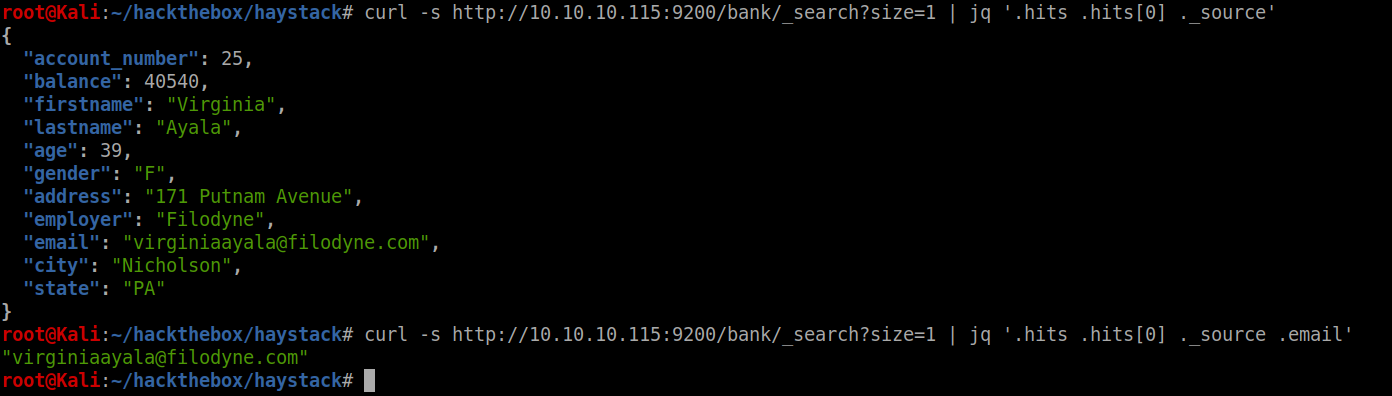 root@Kali:~/hackthebox/haystack# curl -s http://10.10.10.115:9200/bank/_search?size=1 | jq '.hits .hits[0] ._source'
{
  "account_number": 25,
  "balance": 40540,
  "firstname": "Virginia",
  "lastname": "Ayala",
  "age": 39,
  "gender": "F",
  "address": "171 Putnam Avenue",
  "employer": "Filodyne",
  "email": "virginiaayala@filodyne.com",
  "city": "Nicholson",
  "state": "PA"
}
root@Kali:~/hackthebox/haystack# curl -s http://10.10.10.115:9200/bank/_search?size=1 | jq '.hits .hits[0] ._source .email'
"virginiaayala@filodyne.com"
root@Kali:~/hackthebox/haystack#